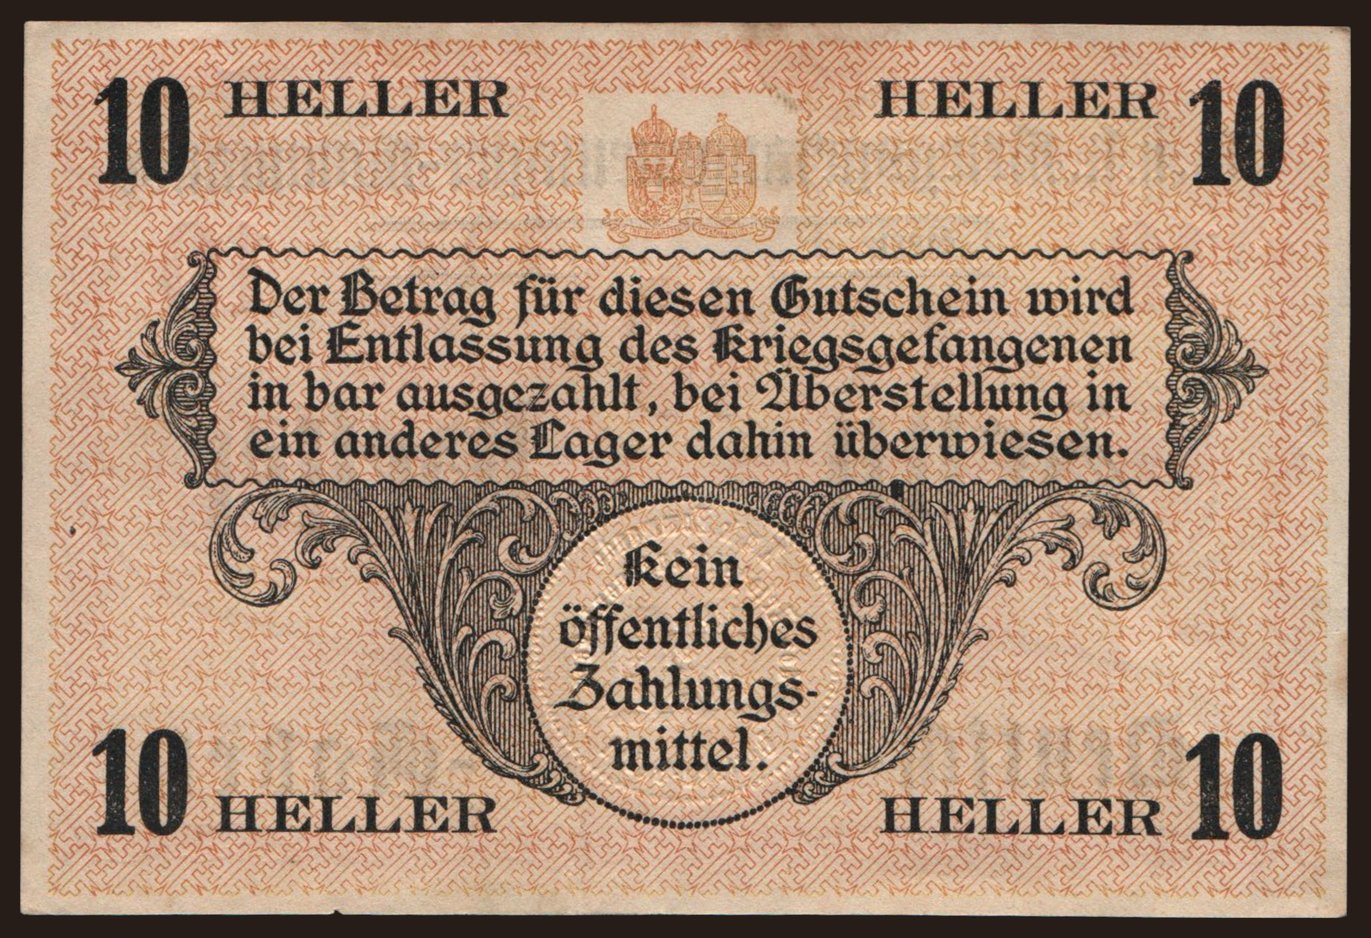 10 HELLER HELLER 10
Der Betrag für diesen Gutschein wird
bei Entlassung des Kriegsgefangenen
in bar ausgezahlt, bei Überstellung in
ein anderes Lager dahin überwiesen.
Kein
öffentliches
Zahlungs-
mittel.
10 HELLER HELLER 10